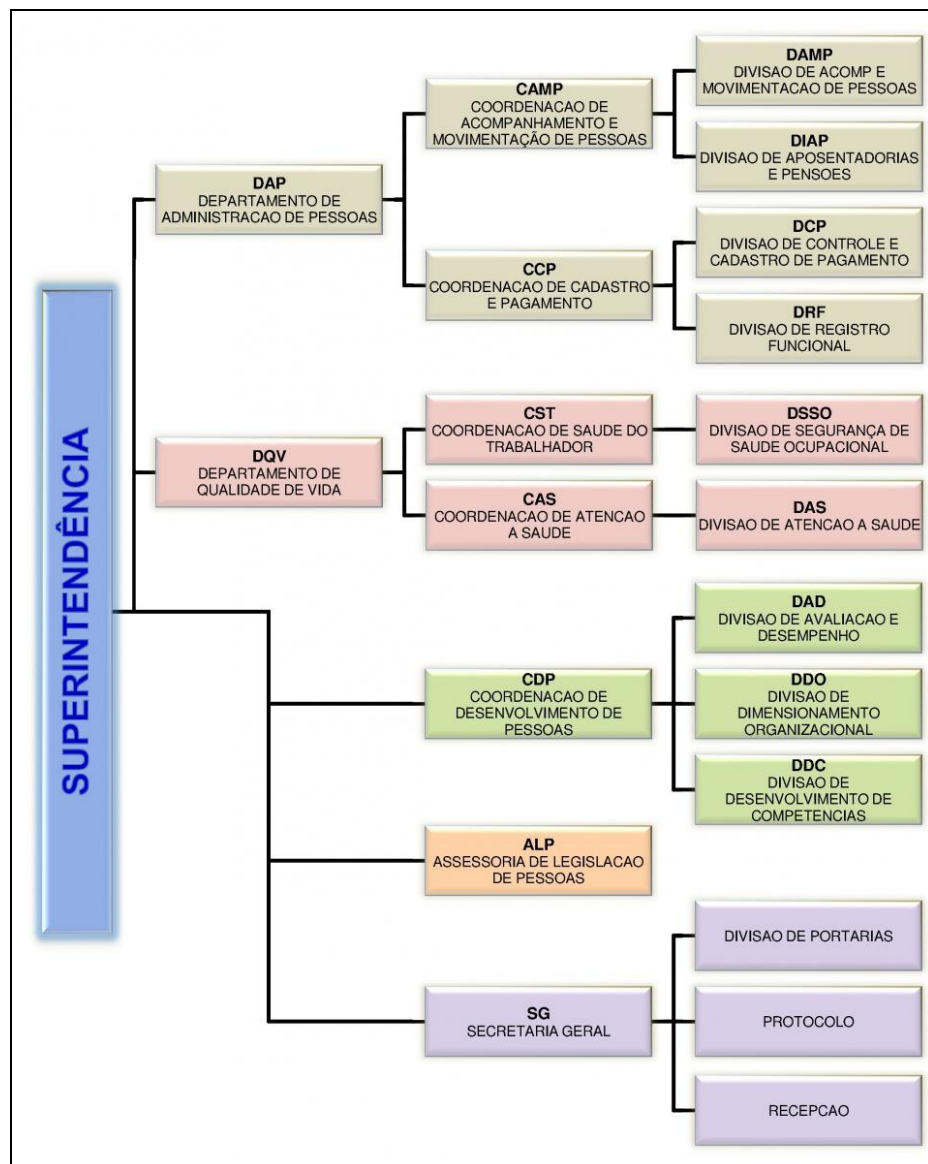 SUPERINTENDÊNCIA
DAP
DEPARTAMENTO DE
ADMINISTRACAO DE PESSOAS
CAMP
COORDENACAO DE
ACOMPANHAMENTO E
MOVIMENTAÇÃO DE PESSOAS
DAMP
DIVISAO DE ACOMP E
MOVIMENTACAO DE PESSOAS
DIAP
DIVISAO DE APOSENTADORIAS
E PENSOES
CCP
COORDENACAO DE CADASTRO
E PAGAMENTO
DCP
DIVISAO DE CONTROLE E
CADASTRO DE PAGAMENTO
DRF
DIVISAO DE REGISTRO
FUNCIONAL
DQV
DEPARTAMENTO DE
QUALIDADE DE VIDA
CST
COORDENACAO DE SAUDE DO
TRABALHADOR
DSSO
DIVISAO DE SEGURANÇA DE
SAUDE OCUPACIONAL
CAS
COORDENACAO DE ATENCAO
A SAUDE
DAS
DIVISAO DE ATENCAO A SAUDE
CDP
COORDENACAO DE
DESENVOLVIMENTO DE
PESSOAS
DAD
DIVISAO DE AVALIACAO E
DESEMPENHO
DDO
DIVISAO DE
DIMENSIONAMENTO
ORGANIZACIONAL
DDC
DIVISAO DE
DESENVOLVIMENTO DE
COMPETENCIAS
ALP
ASSESSORIA DE LEGISLACAO
DE PESSOAS
SG
SECRETARIA GERAL
DIVISAO DE PORTARIAS
PROTOCOLO
RECEPCAO